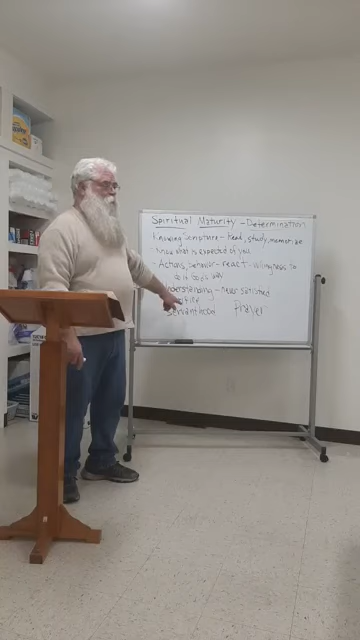 Spiritual Maturity - Determination
Knowing Scripture - Read, study, memorize
- Know what is expected of you
- Actions, behavior - react - willingness to
do it God's way
Understanding - never satisfied
Servanthood Prayer